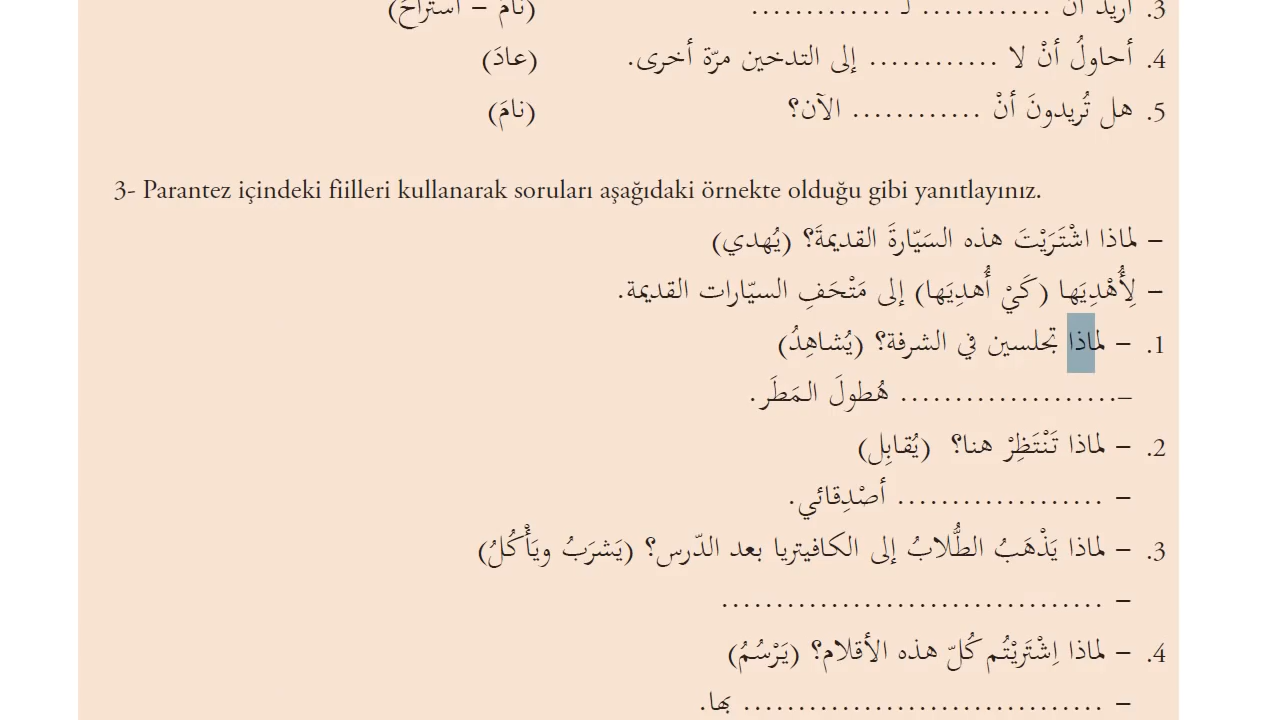 3. أريد أن ............ لـ ............. (نامَ – استراحَ)
4. أحاولُ أنْ لا ............ إلى التدخين مرّة أخرى. (عادَ)
5. هل تُريدونَ أنْ ............ الآن؟ (نامَ)
3- Parantez içindeki fiilleri kullanarak soruları aşağıdaki örnekte olduğu gibi yanıtlayınız.
– لماذا اشْتَرَيْتَ هذه السَيّارةَ القديمةَ؟ (يُهدي)
– لِأُهْدِيَها (كَيْ أُهدِيَها) إلى مَتْحَفِ السيّارات القديمة.
1. – لماذا تجلسين في الشرفة؟ (يُشاهِدُ)
–.................... هُطولَ المَطَر.
2. – لماذا تَنْتَظِرْ هنا؟ (يُقابِل)
– ................... أصْدِقائي.
3. – لماذا يَذْهَبُ الطُّلابُ إلى الكافيتريا بعد الدّرس؟ (يَشرَبُ ويَأْكُلُ)
– ...................................
4. – لماذا اِشْتَرَيْتُم كُلّ هذه الأقلام؟ (يَرْسُمُ)
– ................................. بها.